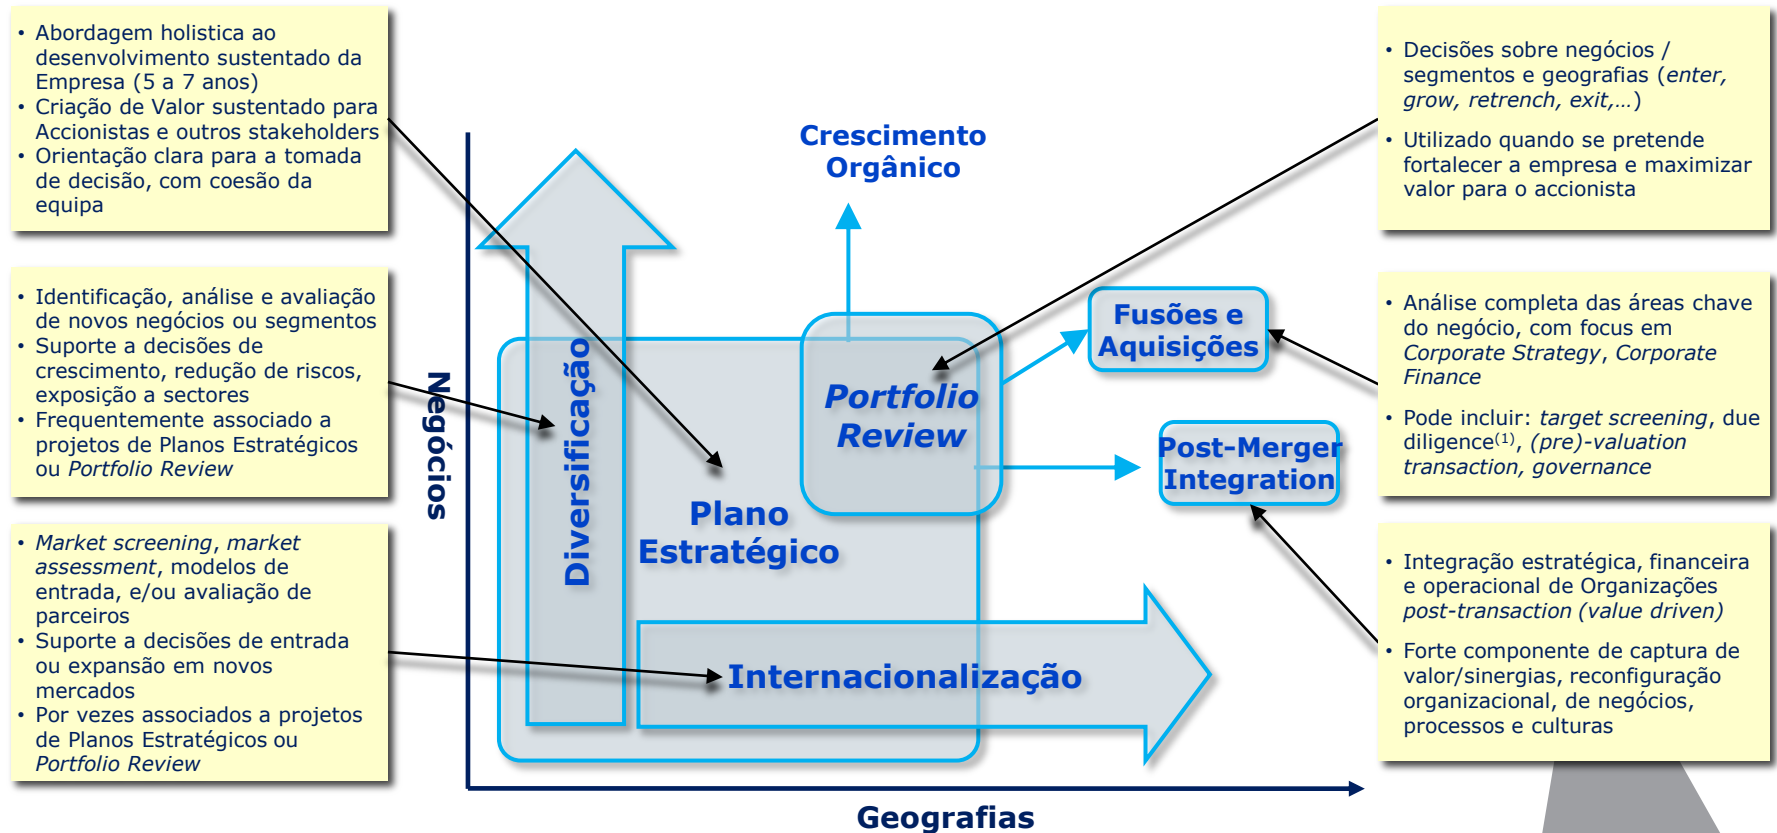 • Abordagem holistica ao
desenvolvimento sustentado da
Empresa (5 a 7 anos)
• Criação de Valor sustentado para
Accionistas e outros stakeholders
• Orientação clara para a tomada
de decisão, com coesão da
equipa
• Identificação, análise e avaliação
de novos negócios ou segmentos
• Suporte a decisões de
crescimento, redução de riscos,
exposição a sectores
• Frequentemente associado a
projetos de Planos Estratégicos
ou Portfolio Review
• Market screening, market
assessment, modelos de
entrada, e/ou avaliação de
parceiros
• Suporte a decisões de entrada
ou expansão em novos
mercados
• Por vezes associados a projetos
de Planos Estratégicos ou
Portfolio Review
Negócios
Diversificação
Crescimento
Orgânico
Portfolio
Review
Plano
Estratégico
Internacionalização
Fusões e
Aquisições
Post-Merger
Integration
Geografias
• Decisões sobre negócios /
segmentos e geografias (enter,
grow, retrench, exit,…)
• Utilizado quando se pretende
fortalecer a empresa e maximizar
valor para o accionista
• Análise completa das áreas chave
do negócio, com focus em
Corporate Strategy, Corporate
Finance
• Pode incluir: target screening, due
diligence(1), (pre)-valuation
transaction, governance
• Integração estratégica, financeira
e operacional de Organizações
post-transaction (value driven)
• Forte componente de captura de
valor/sinergias, reconfiguração
organizacional, de negócios,
processos e culturas